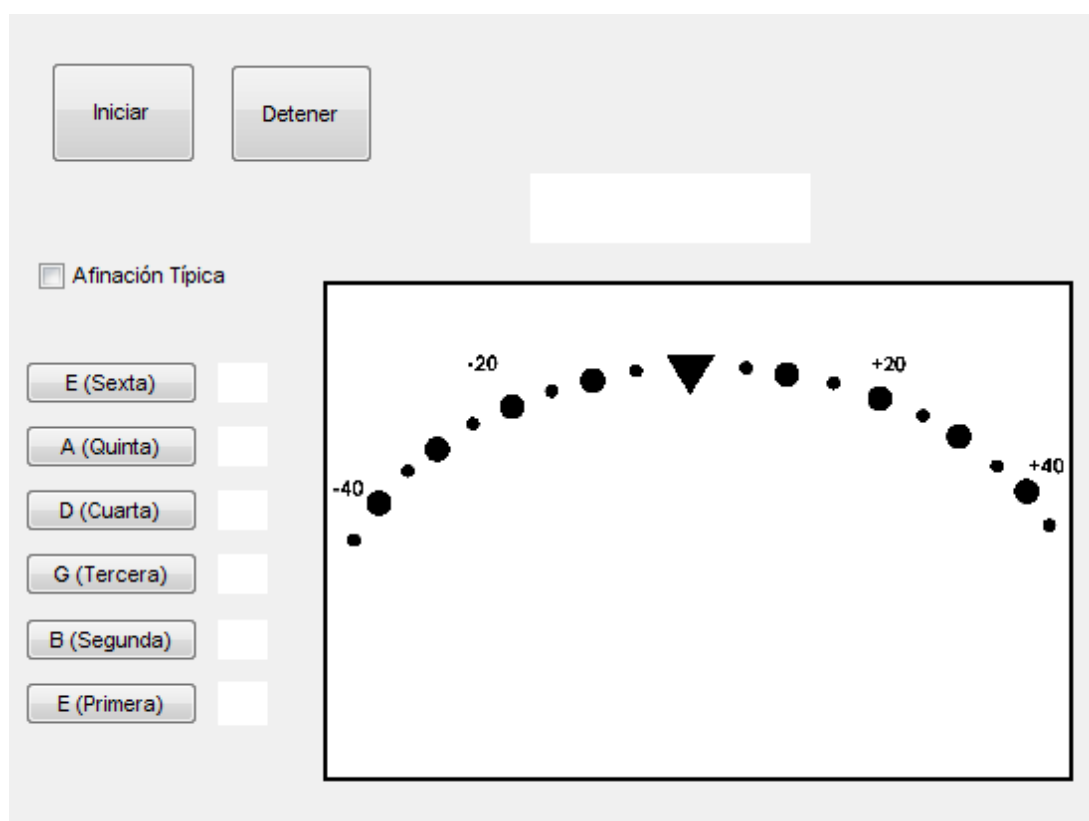 Iniciar
Detener
Afinación Típica
E (Sexta)
A (Quinta)
D (Cuarta)
G (Tercera)
B (Segunda)
E (Primera)
-20
+20
-40
+40